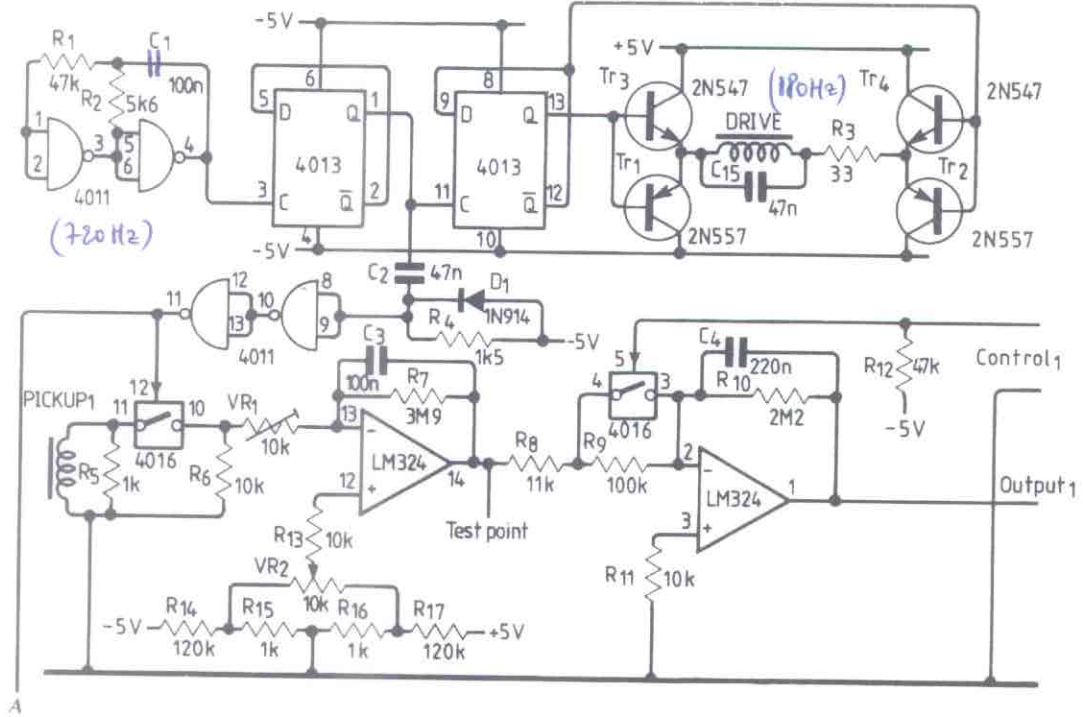 -5V
R1
47k
C1
100n
R2
5k6
1
2
3
5
6
4
4011
(720Hz)
6
5
D
Q
1
4013
3
C
Q
2
4
-5V
8
9
D
Q
13
4013
11
C
Q
12
10
+5V
Tr3
2N547
(180Hz)
DRIVE
C15
47n
R3
33
Tr4
2N547
Tr1
2N557
Tr2
2N557
C2
47n
D1
1N914
R4
1k5
-5V
11
12
13
10
8
9
4011
PICKUP1
12
11
10
4016
R5
1k
R6
10k
VR1
10k
C3
100n
R7
3M9
13
12
LM324
14
Test point
R13
10k
VR2
10k
-5V
R14
120k
R15
1k
R16
1k
R17
120k
+5V
R8
11k
5
4
3
4016
R9
100k
C4
220n
R10
2M2
2
3
LM324
1
R11
10k
R12
47k
-5V
Control1
Output1
A